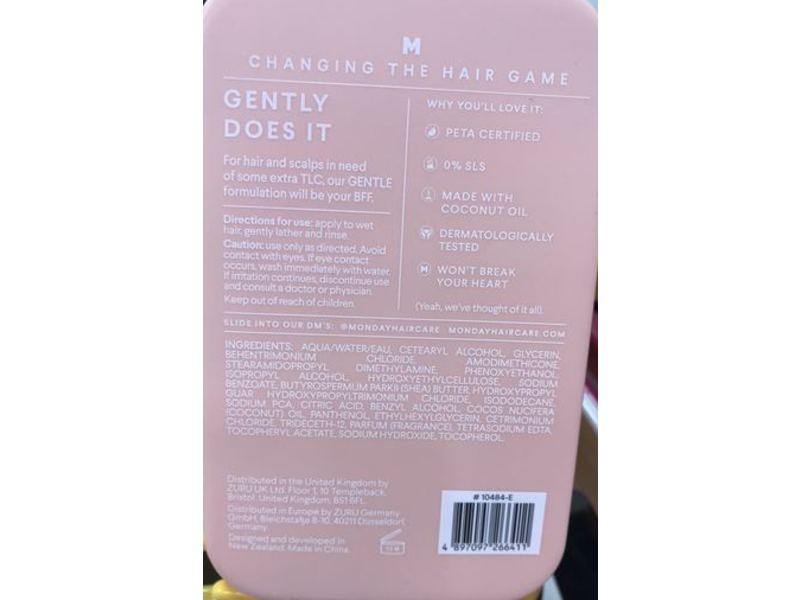 M
CHANGING THE HAIR GAME
GENTLY
DOES IT
For hair and scalps in need
of some extra TLC, our GENTLE
formulation will be your BFF.
Directions for use: apply to wet
hair, gently lather and rinse.
Caution: use only as directed. Avoid
contact with eyes. If eye contact
occurs, wash immediately with water.
If irritation continues, discontinue use
and consult a doctor or physician.
Keep out of reach of children.
WHY YOU'LL LOVE IT:
PETA CERTIFIED
0% SLS
MADE WITH
COCONUT OIL
DERMATOLOGICALLY
TESTED
M WON'T BREAK
YOUR HEART
(Yeah, we've thought of it all).
SLIDE INTO OUR DM'S: @MONDAYHAIRCARE MONDAYHAIRCARE.COM
INGREDIENTS: AQUA/WATER/EAU, CETEARYL ALCOHOL, GLYCERIN,
BEHENTRIMONIUM CHLORIDE, AMODIMETHICONE,
STEARAMIDOPROPYL DIMETHYLAMINE, PHENOXYETHANOL,
ISOPROPYL ALCOHOL, HYDROXYETHYLCELLULOSE, SODIUM
BENZOATE, BUTYROSPERMUM PARKII (SHEA) BUTTER, HYDROXYPROPYL
GUAR HYDROXYPROPYLTRIMONIUM CHLORIDE, ISODODECANE,
SODIUM PCA, CITRIC ACID, BENZYL ALCOHOL, COCOS NUCIFERA
(COCONUT) OIL, PANTHENOL, ETHYLHEXYLGLYCERIN, CETRIMONIUM
CHLORIDE, TRIDECETH-12, PARFUM (FRAGRANCE), TETRASODIUM EDTA,
TOCOPHERYL ACETATE, SODIUM HYDROXIDE, TOCOPHEROL.
Distributed in the United Kingdom by
ZURU UK Ltd. Floor 1, 10 Templeback,
Bristol, United Kingdom, BS1 6FL.
Distributed in Europe by ZURU Germany
GmbH, Bleichstraße 8-10, 40211 Düsseldorf,
Germany.
Designed and developed in
New Zealand. Made in China.
# 10484-E
4 897097 266411